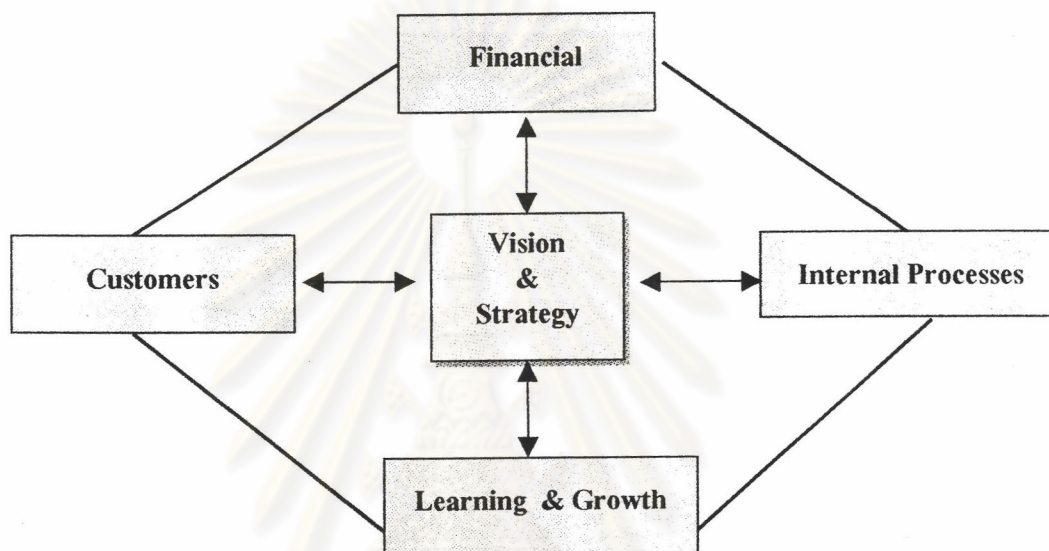 Financial
Customers
Vision
&
Strategy
Internal Processes
Learning & Growth